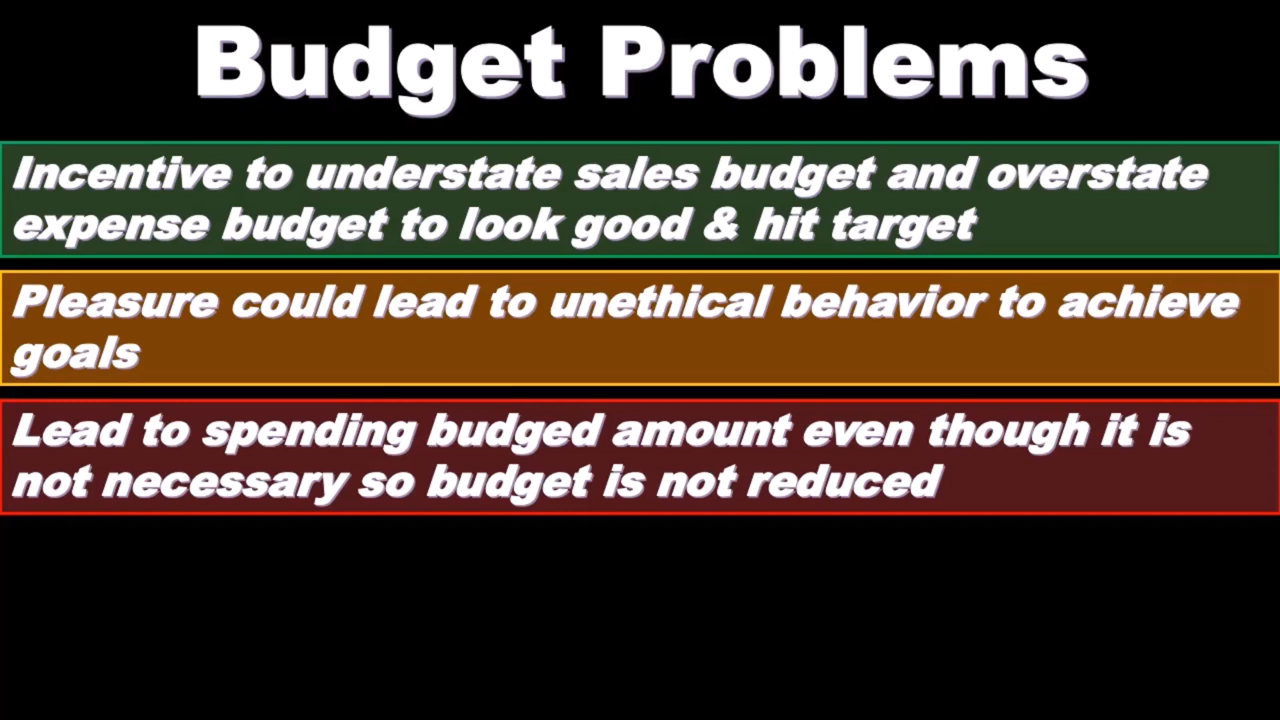 Budget Problems
Incentive to understate sales budget and overstate
expense budget to look good & hit target
Pleasure could lead to unethical behavior to achieve
goals
Lead to spending budged amount even though it is
not necessary so budget is not reduced